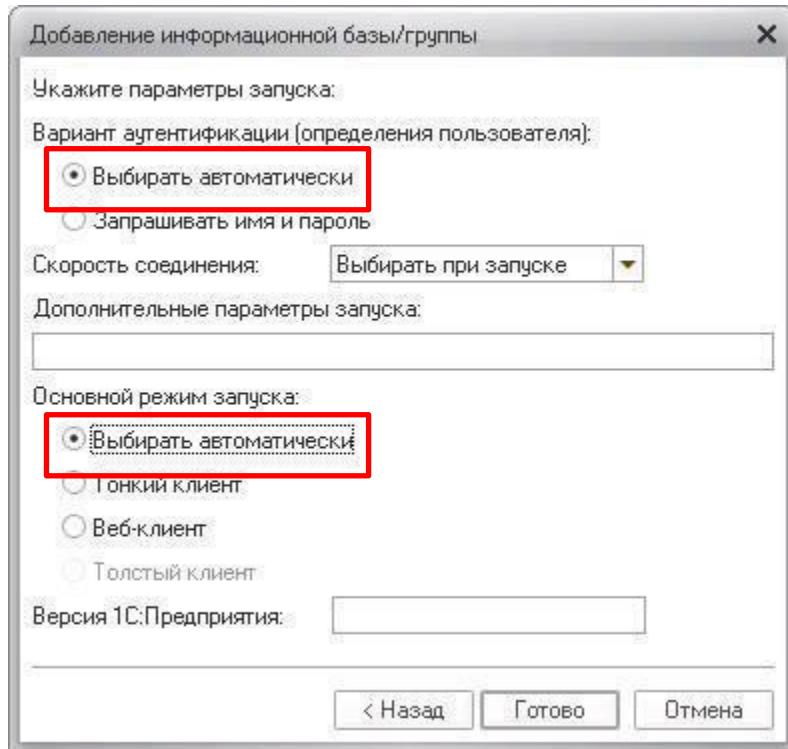 Добавление информационной базы/группы
Укажите параметры запуска:
Вариант аутентификации (определения пользователя):
Выбирать автоматически
Запрашивать имя и пароль
Скорость соединения: Выбирать при запуске
Дополнительные параметры запуска:
Основной режим запуска:
Выбирать автоматически
Тонкий клиент
Веб-клиент
Толстый клиент
Версия 1С:Предприятия:
< Назад Готово Отмена